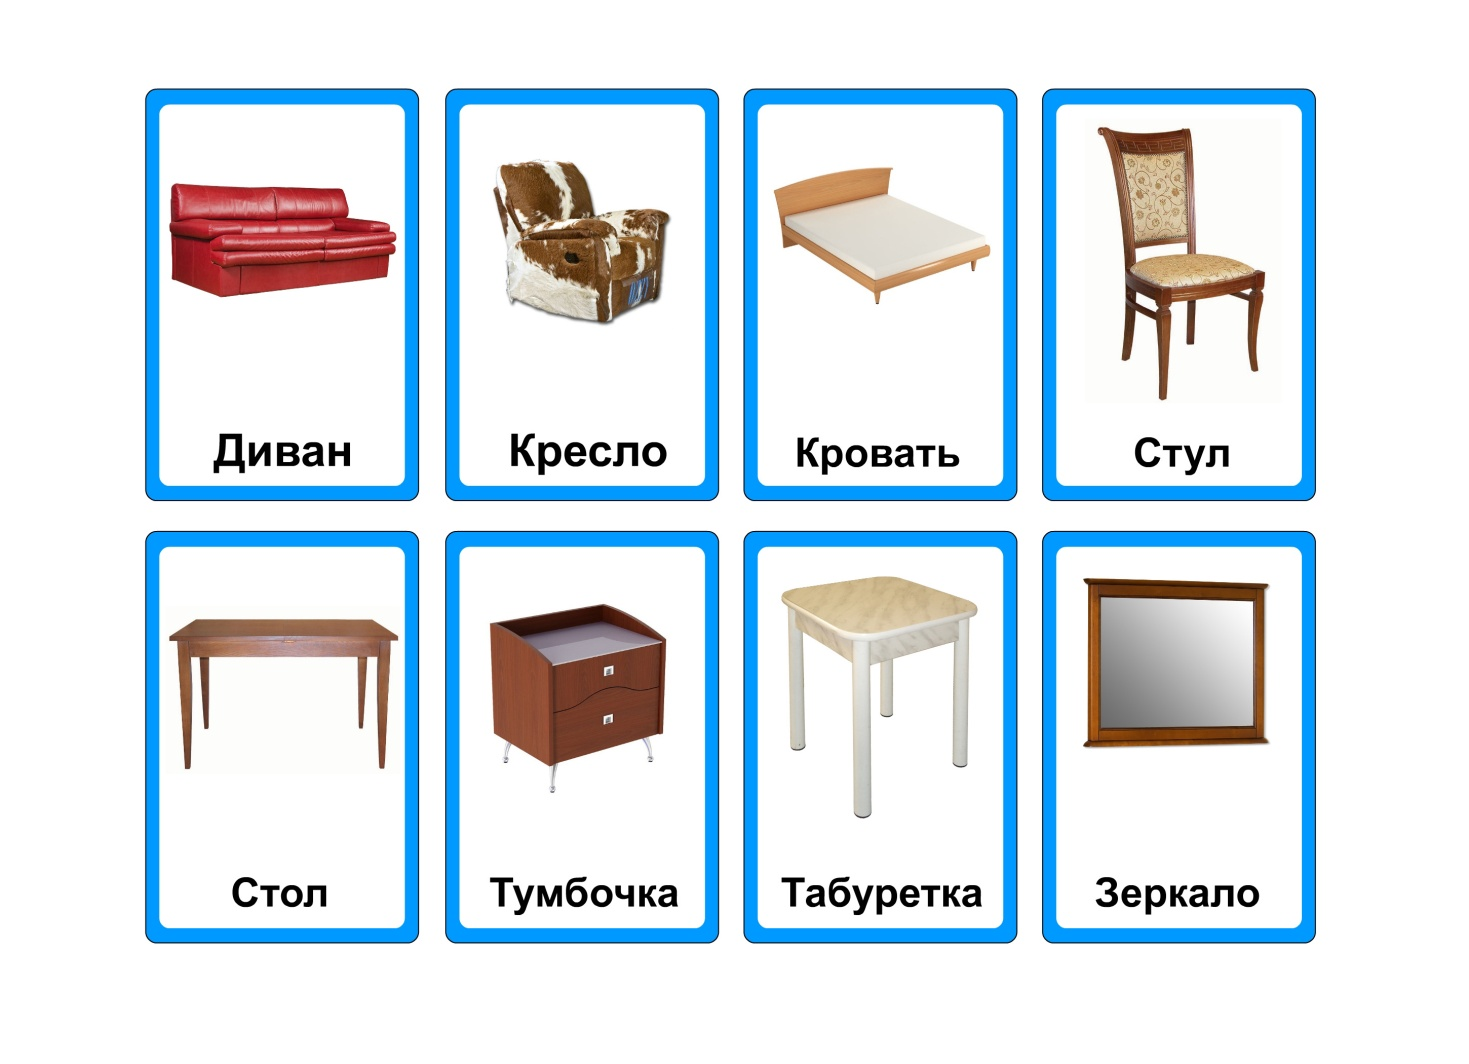 Диван
Кресло
Кровать
Стул
Стол
Тумбочка
Табуретка
Зеркало